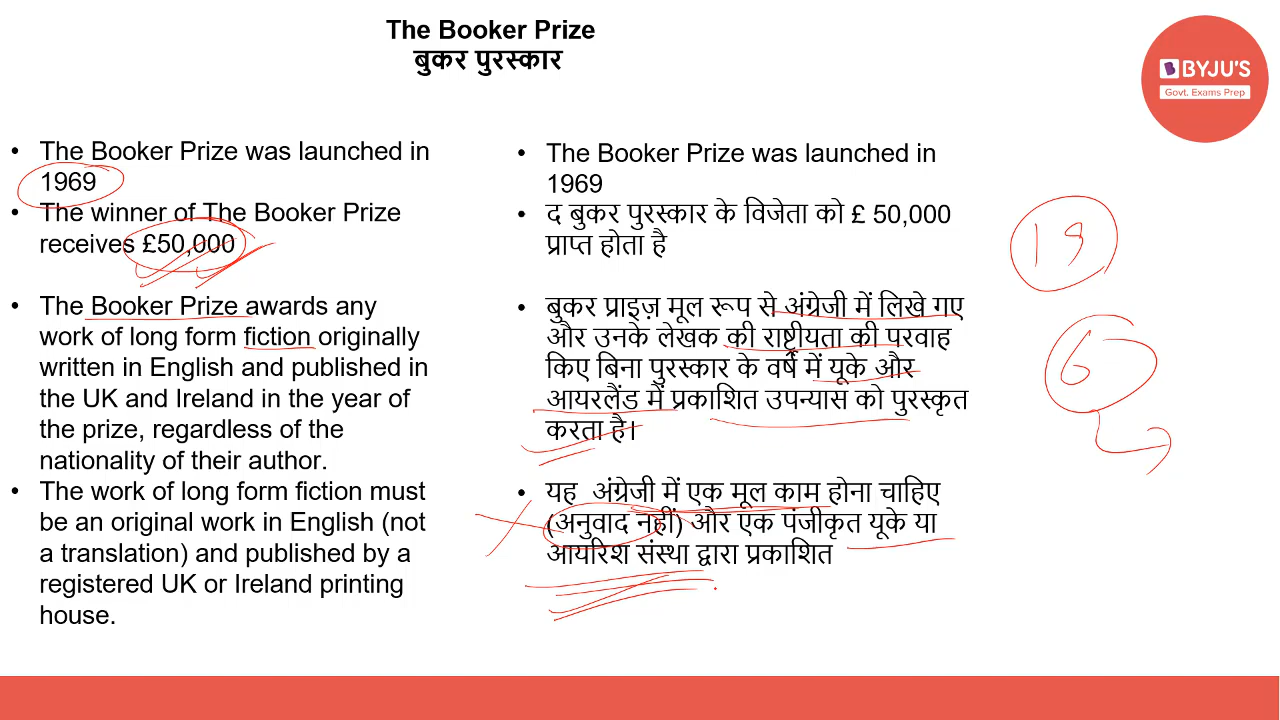 The Booker Prize
बुकर पुरस्कार
BYJU'S
Govt. Exams Prep
• The Booker Prize was launched in
1969
• The winner of The Booker Prize
receives £50,000
• The Booker Prize awards any
work of long form fiction originally
written in English and published in
the UK and Ireland in the year of
the prize, regardless of the
nationality of their author.
• The work of long form fiction must
be an original work in English (not
a translation) and published by a
registered UK or Ireland printing
house.
• The Booker Prize was launched in
1969
• द बुकर पुरस्कार के विजेता को £ 50,000
प्राप्त होता है
• बुकर प्राइज़ मूल रूप से अंग्रेजी में लिखे गए
और उनके लेखक की राष्ट्रीयता की परवाह
किए बिना पुरस्कार के वर्ष में यूके और
आयरलैंड में प्रकाशित उपन्यास को पुरस्कृत
करता है।
• यह अंग्रेजी में एक मूल काम होना चाहिए
(अनुवाद नहीं) और एक पंजीकृत यूके या
आयरिश संस्था द्वारा प्रकाशित
19
6